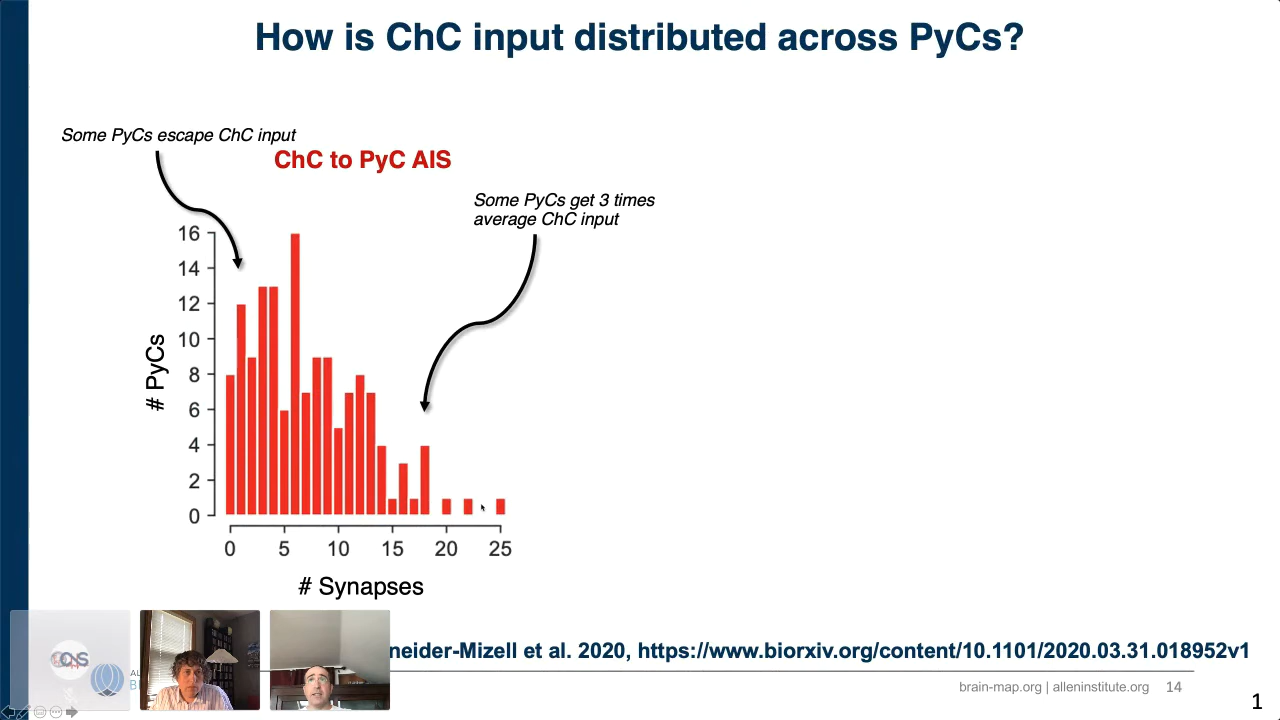 How is ChC input distributed across PyCs?
Some PyCs escape ChC input
ChC to PyC AIS
Some PyCs get 3 times
average ChC input
16
14
12
10
8
6
4
2
0
# PyCs
0 5 10 15 20 25
# Synapses
neider-Mizell et al. 2020, https://www.biorxiv.org/content/10.1101/2020.03.31.018952v1
brain-map.org | alleninstitute.org 14
1